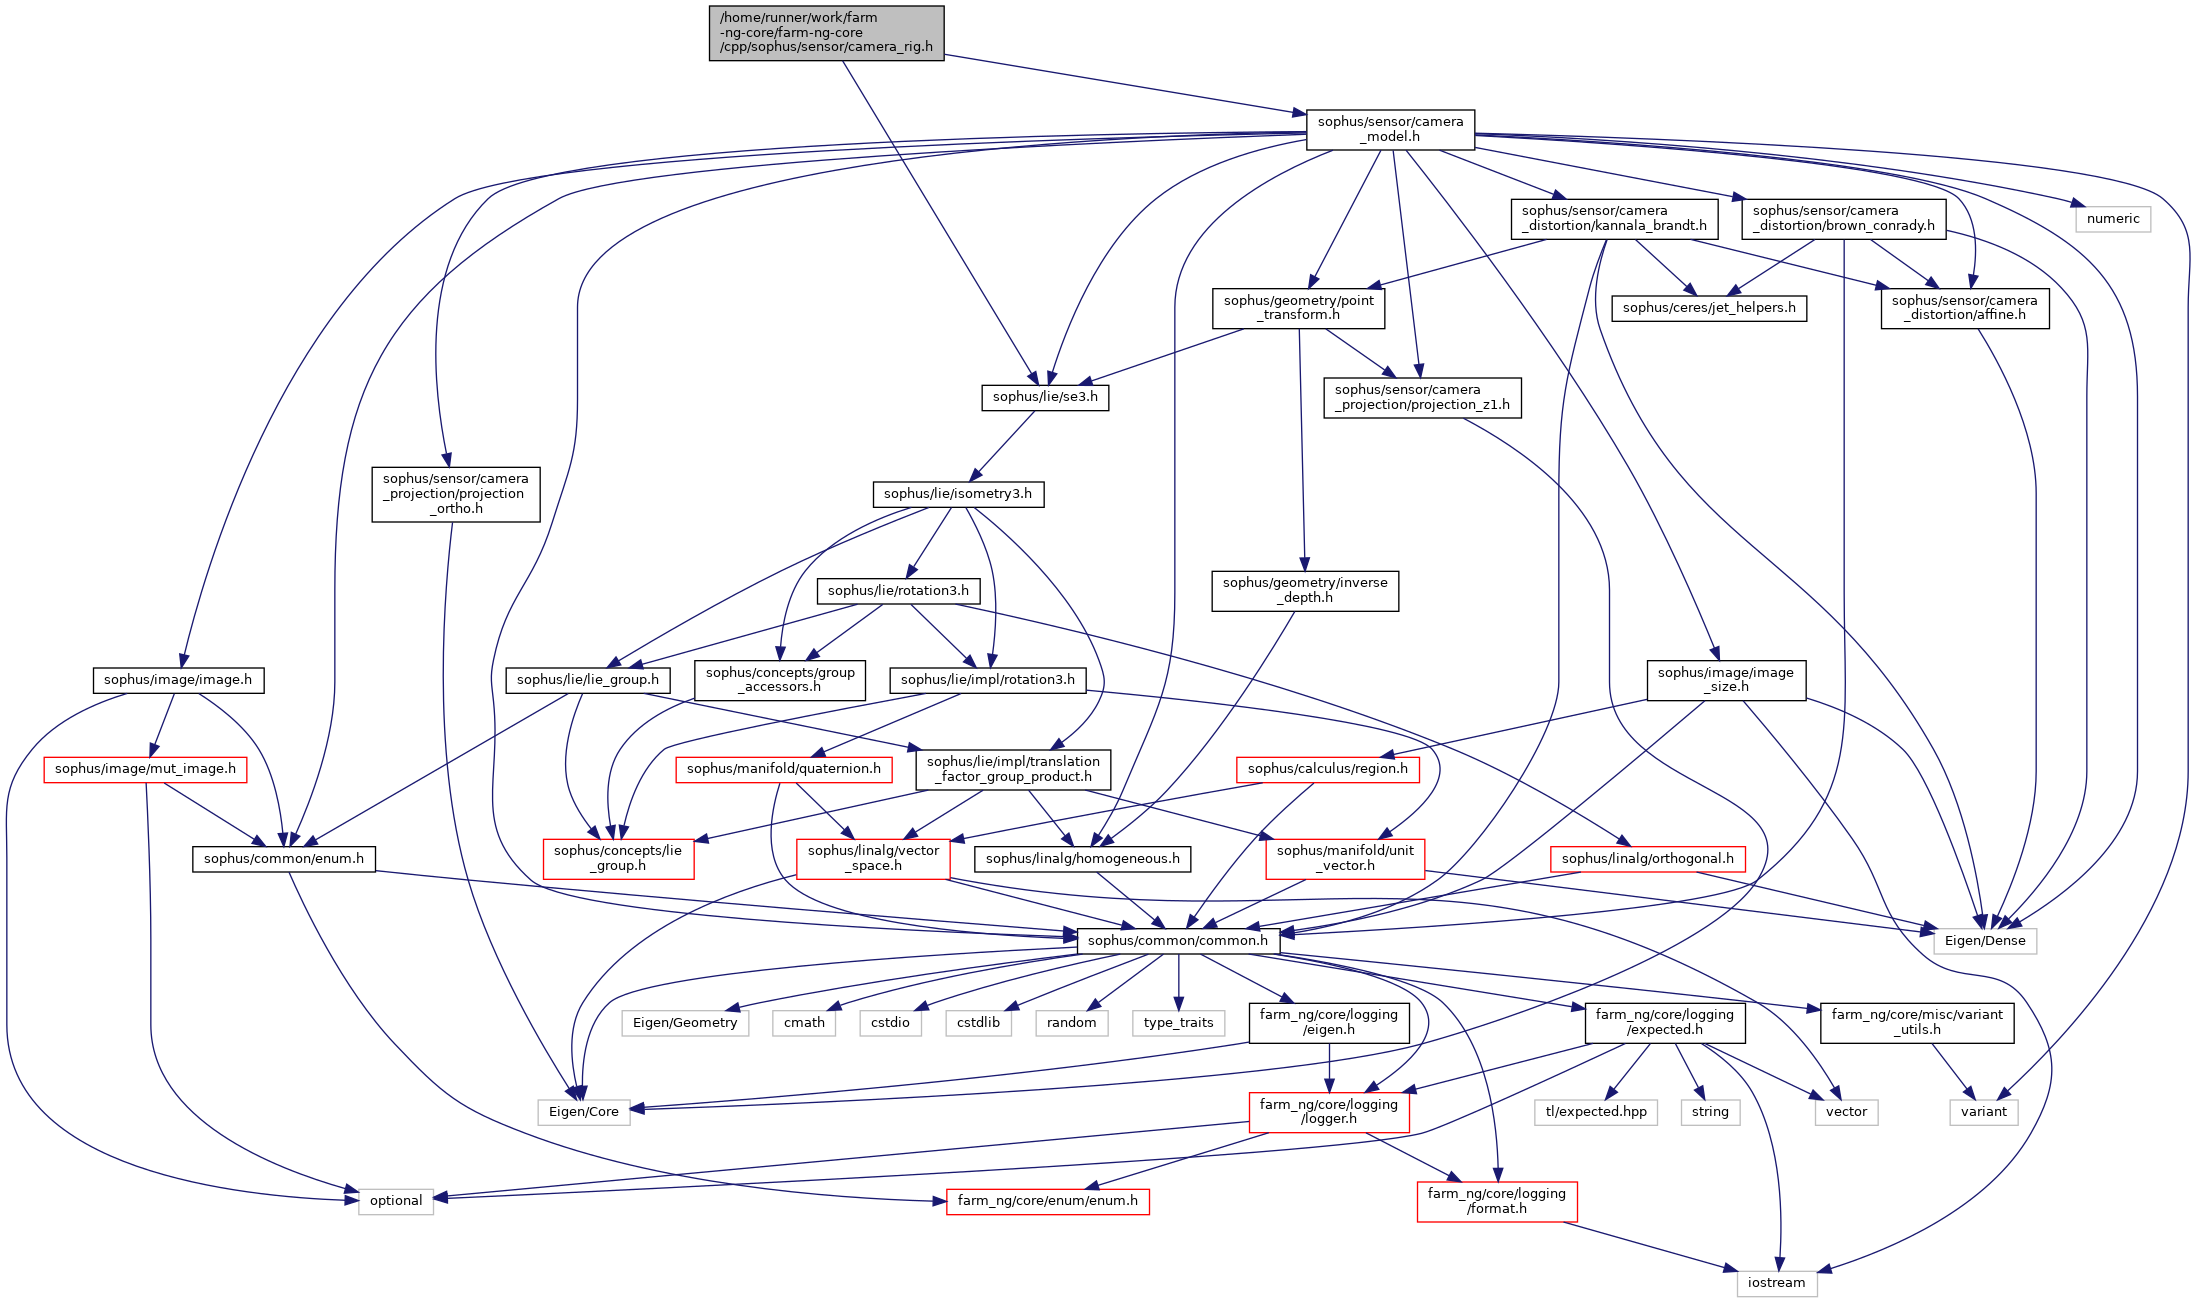 /home/runner/work/farm
-ng-core/farm-ng-core
/cpp/sophus/sensor/camera_rig.h
sophus/sensor/camera
_model.h
sophus/sensor/camera
_distortion/kannala_brandt.h
sophus/sensor/camera
_distortion/brown_conrady.h
numeric
sophus/geometry/point
_transform.h
sophus/ceres/jet_helpers.h
sophus/sensor/camera
_distortion/affine.h
sophus/lie/se3.h
sophus/sensor/camera
_projection/projection_z1.h
sophus/sensor/camera
_projection/projection
_ortho.h
sophus/lie/isometry3.h
sophus/lie/rotation3.h
sophus/geometry/inverse
_depth.h
sophus/image/image.h
sophus/lie/lie_group.h
sophus/concepts/group
_accessors.h
sophus/lie/impl/rotation3.h
sophus/image/image
_size.h
sophus/image/mut_image.h
sophus/manifold/quaternion.h
sophus/lie/impl/translation
_factor_group_product.h
sophus/calculus/region.h
sophus/common/enum.h
sophus/concepts/lie
_group.h
sophus/linalg/vector
_space.h
sophus/linalg/homogeneous.h
sophus/manifold/unit
_vector.h
sophus/linalg/orthogonal.h
sophus/common/common.h
Eigen/Dense
Eigen/Geometry
cmath
cstdio
cstdlib
random
type_traits
farm_ng/core/logging
/eigen.h
farm_ng/core/logging
/expected.h
farm_ng/core/misc/variant
_utils.h
Eigen/Core
farm_ng/core/logging
/logger.h
tl/expected.hpp
string
vector
variant
optional
farm_ng/core/enum/enum.h
farm_ng/core/logging
/format.h
iostream